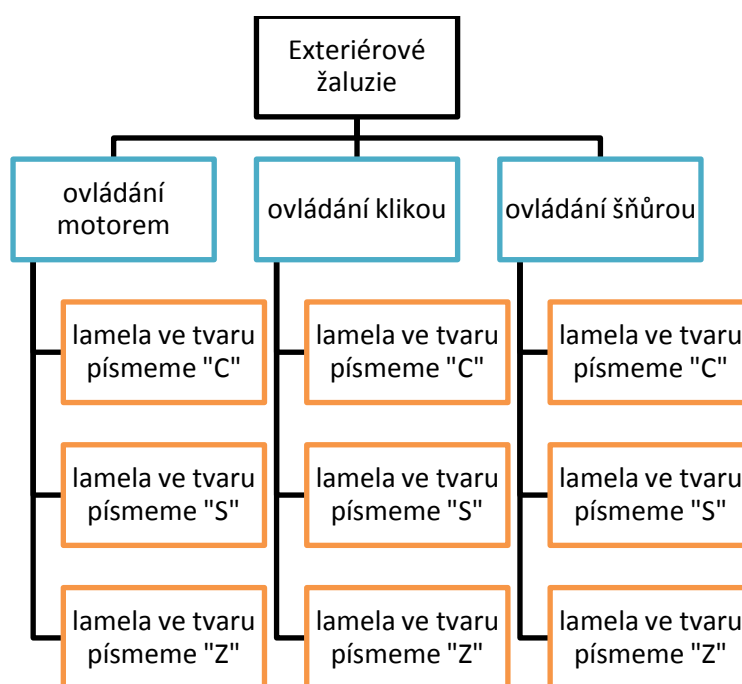 Exteriérové
žaluzie
ovládání
motorem
ovládání klikou
ovládání šňůrou
lamela ve tvaru
písmeme "C"
lamela ve tvaru
písmeme "C"
lamela ve tvaru
písmeme "C"
lamela ve tvaru
písmeme "S"
lamela ve tvaru
písmeme "S"
lamela ve tvaru
písmeme "S"
lamela ve tvaru
písmeme "Z"
lamela ve tvaru
písmeme "Z"
lamela ve tvaru
písmeme "Z"